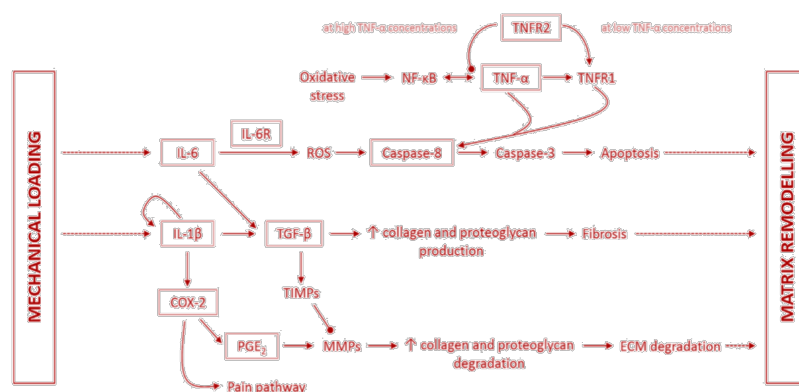 at high TNF-α concentrations
TNFR2
at low TNF-α concentrations
Oxidative
stress
NF-κB
TNF-α
TNFR1
MECHANICAL LOADING
IL-6
IL-6R
ROS
Caspase-8
Caspase-3
Apoptosis
MATRIX REMODELLING
IL-1β
TGF-β
↑ collagen and proteoglycan
production
Fibrosis
COX-2
TIMPs
PGE₂
MMPs
↑ collagen and proteoglycan
degradation
ECM degradation
Pain pathway